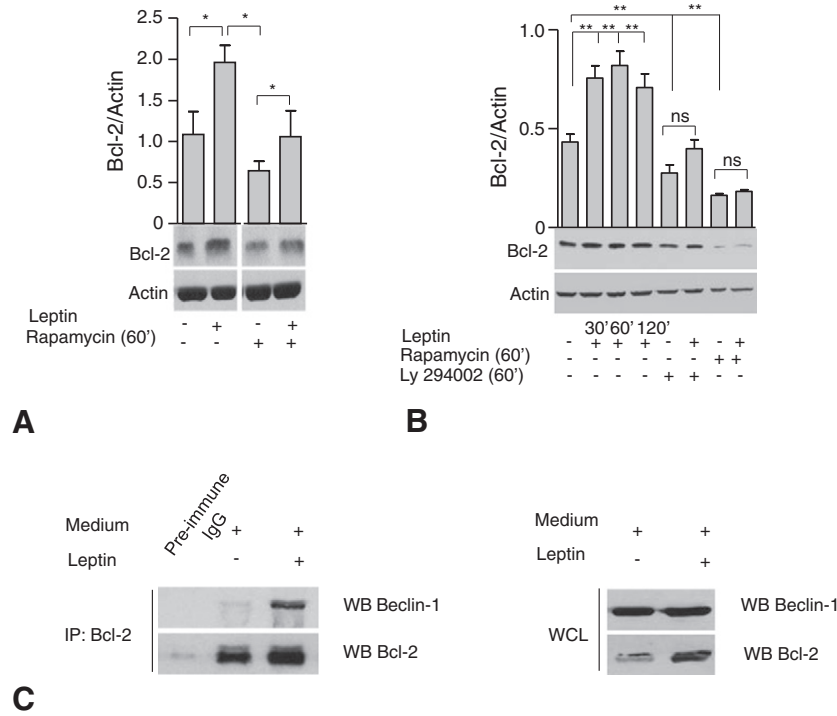 2.5
2.0
1.5
1.0
0.5
0
Bcl-2/Actin
* *
*
Bcl-2
Actin
Leptin - + - +
Rapamycin (60') - - + +
A
1.0
0.5
0
Bcl-2/Actin
** **
** ** **
ns
ns
Bcl-2
Actin
30' 60' 120'
Leptin - + + + - + - +
Rapamycin (60') - - - - - - + +
Ly 294002 (60') - - - - + + - -
B
Pre-immune
IgG
Medium + +
Leptin - +
IP: Bcl-2
WB Beclin-1
WB Bcl-2
Medium + +
Leptin - +
WCL
WB Beclin-1
WB Bcl-2
C